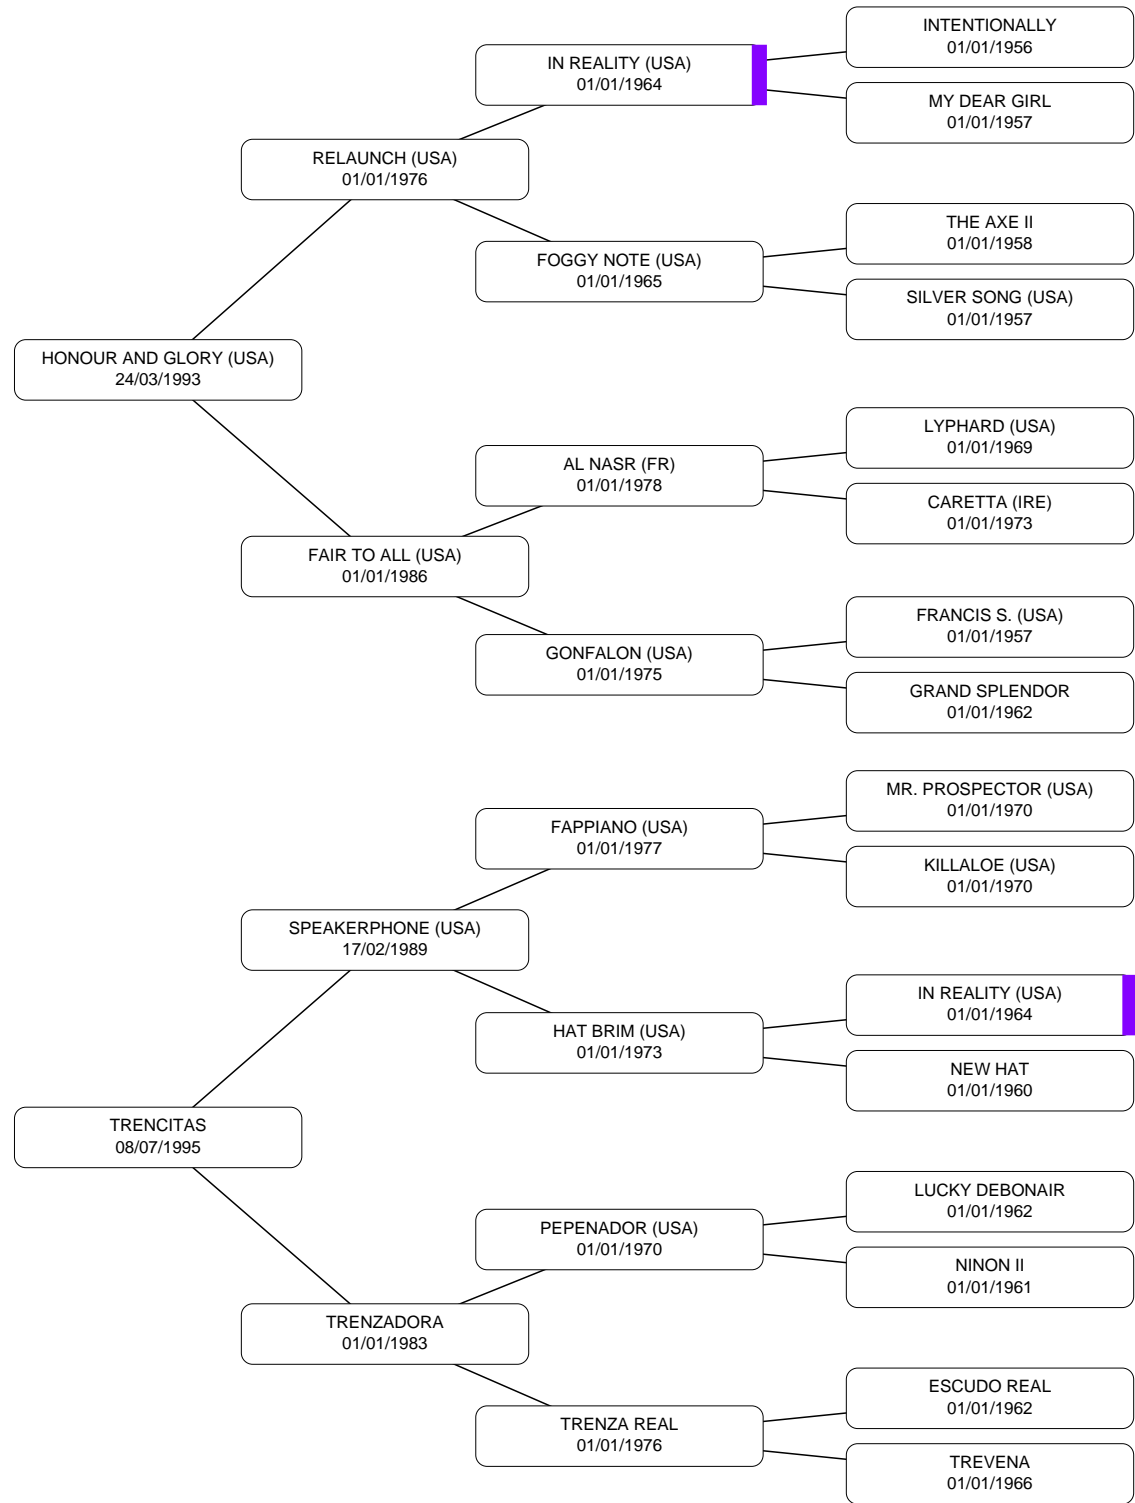 INTENTIONALLY
01/01/1956
IN REALITY (USA)
01/01/1964
MY DEAR GIRL
01/01/1957
RELAUNCH (USA)
01/01/1976
THE AXE II
01/01/1958
FOGGY NOTE (USA)
01/01/1965
SILVER SONG (USA)
01/01/1957
HONOUR AND GLORY (USA)
24/03/1993
LYPHARD (USA)
01/01/1969
AL NASR (FR)
01/01/1978
CARETTA (IRE)
01/01/1973
FAIR TO ALL (USA)
01/01/1986
FRANCIS S. (USA)
01/01/1957
GONFALON (USA)
01/01/1975
GRAND SPLENDOR
01/01/1962
MR. PROSPECTOR (USA)
01/01/1970
FAPPIANO (USA)
01/01/1977
KILLALOE (USA)
01/01/1970
SPEAKERPHONE (USA)
17/02/1989
IN REALITY (USA)
01/01/1964
HAT BRIM (USA)
01/01/1973
NEW HAT
01/01/1960
TRENCITAS
08/07/1995
LUCKY DEBONAIR
01/01/1962
PEPENADOR (USA)
01/01/1970
NINON II
01/01/1961
TRENZADORA
01/01/1983
ESCUDO REAL
01/01/1962
TRENZA REAL
01/01/1976
TREVENA
01/01/1966